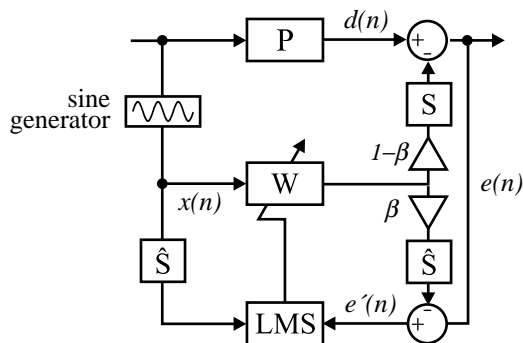 P
d(n)
+
-
sine
generator
S
1–β
x(n)
W
e(n)
β
Ŝ
Ŝ
LMS
e´(n)
+
-